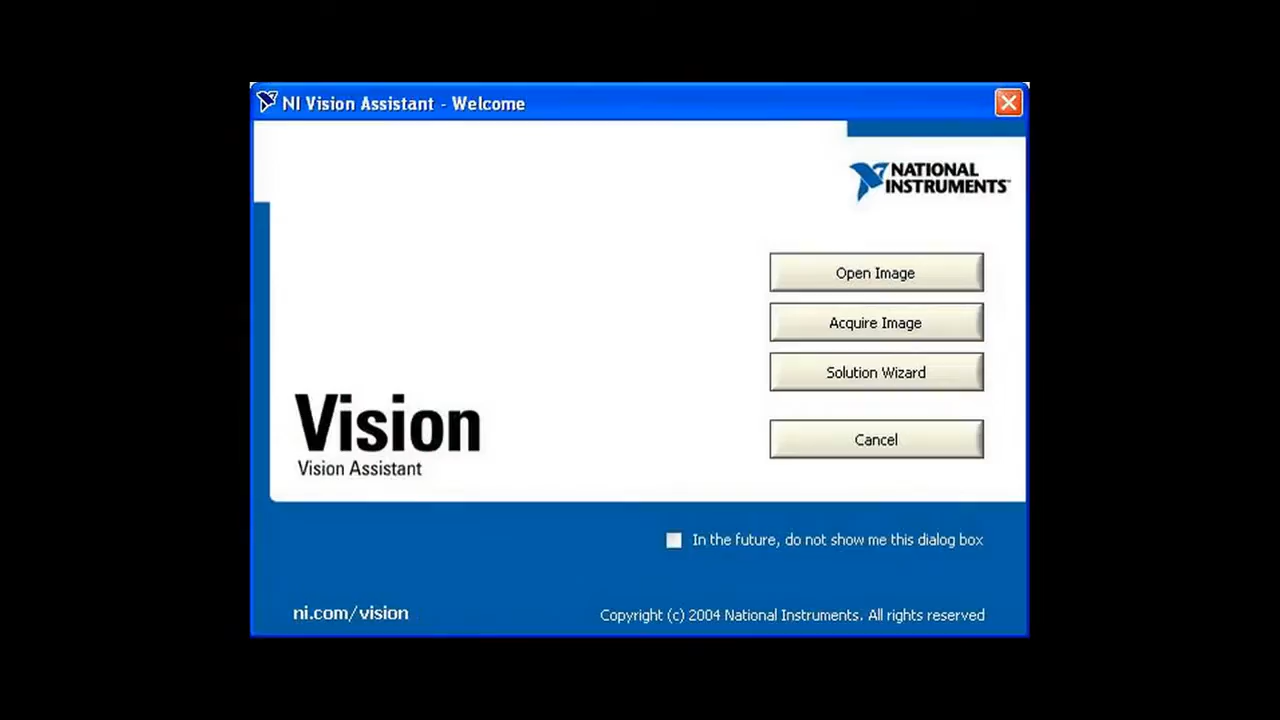 NI Vision Assistant - Welcome
NATIONAL
INSTRUMENTS™
Open Image
Acquire Image
Solution Wizard
Cancel
Vision
Vision Assistant
In the future, do not show me this dialog box
ni.com/vision
Copyright (c) 2004 National Instruments. All rights reserved